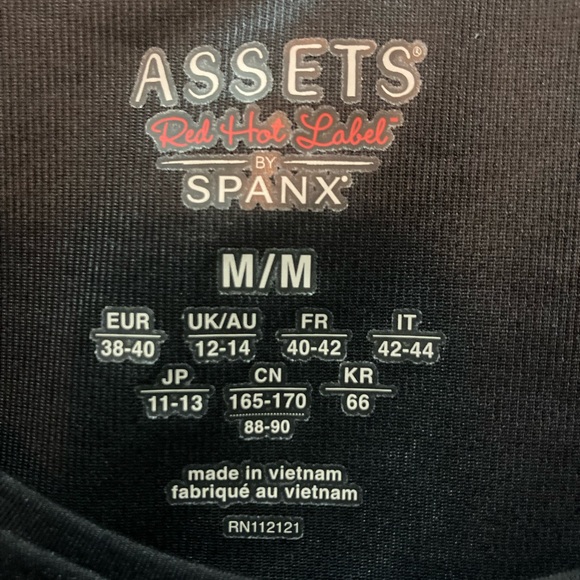 ASSETS®
Red Hot Label™
BY
SPANX®
M/M
EUR UK/AU FR IT
38-40 12-14 40-42 42-44
JP CN KR
11-13 165-170 66
88-90
made in vietnam
fabriqué au vietnam
RN112121